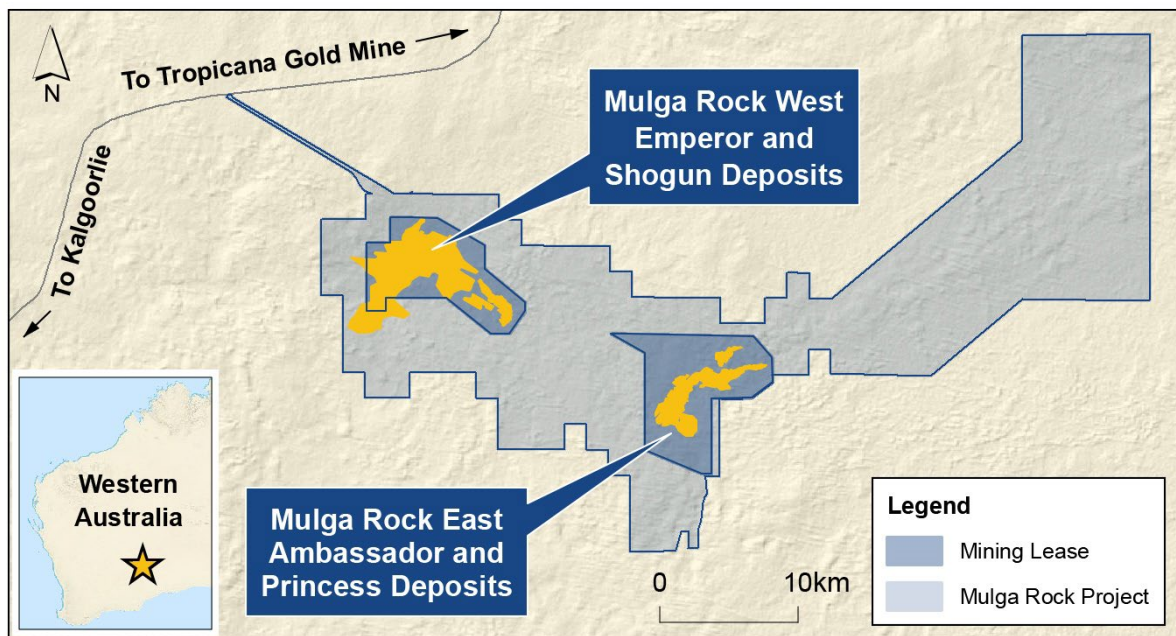 To Tropicana Gold Mine
N
To Kalgoorlie
Mulga Rock West
Emperor and
Shogun Deposits
Western
Australia
Mulga Rock East
Ambassador and
Princess Deposits
0 10km
Legend
Mining Lease
Mulga Rock Project